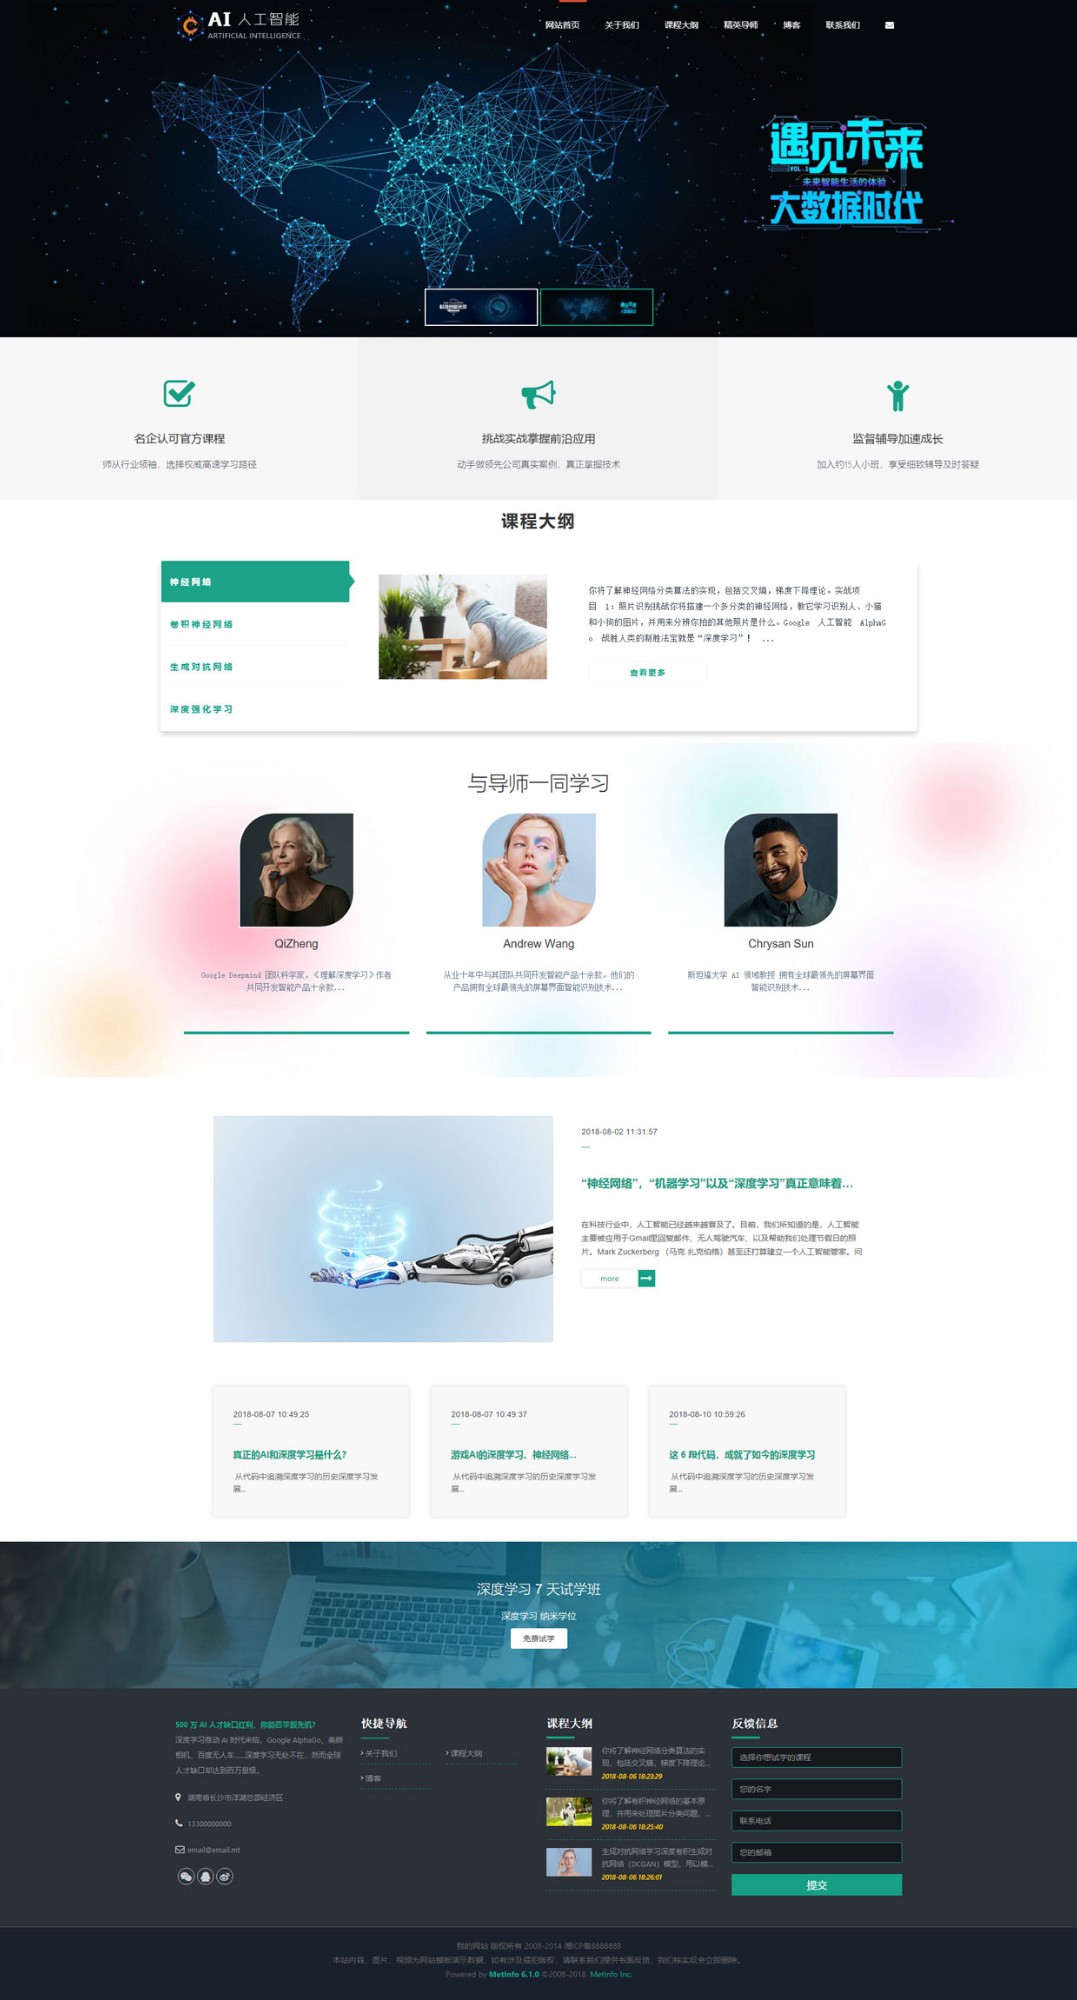 AI 人工智能
ARTIFICIAL INTELLIGENCE
网站首页 关于我们 课程大纲 精英导师 博客 联系我们
遇见未来
VOL.1
未来智能生活的体验
大数据时代
名企认可官方课程
师从行业领袖，选择权威高速学习路径
挑战实战掌握前沿应用
动手做领先公司真实案例，真正掌握技术
监督辅导加速成长
加入约15人小班，享受细致辅导及时答疑
课程大纲
神经网络
卷积神经网络
生成对抗网络
深度强化学习
你将了解神经网络分类算法的实现，包括交叉熵，梯度下降理论。实战项
目 1：照片识别挑战你将搭建一个多分类的神经网络，教它学习识别人、小猫
和小狗的图片，并用来分辨你拍的其他照片是什么。Google 人工智能 AlphaG
o 战胜人类的制胜法宝就是“深度学习”！ ...
查看更多
与导师一同学习
QiZheng
Google Deepmind 团队科学家，《理解深度学习》作者
共同开发智能产品十余款...
Andrew Wang
从业十年中与其团队共同开发智能产品十余款，他们的
产品拥有全球最领先的屏幕界面智能识别技术...
Chrysan Sun
斯坦福大学 AI 领域教授 拥有全球最领先的屏幕界面
智能识别技术...
2018-08-02 11:31:57
“神经网络”，“机器学习”以及“深度学习”真正意味着...
在科技行业中，人工智能已经越来越普及了。目前，我们所知道的是，人工智能
主要被应用于Gmail里回复邮件，无人驾驶汽车，以及帮助我们处理节假日的照
片。Mark Zuckerberg （马克 扎克伯格）甚至还打算建立一个人工智能管家。问
more
2018-08-07 10:49:25
真正的AI和深度学习是什么?
从代码中追溯深度学习的历史深度学习发
展...
2018-08-07 10:49:37
游戏AI的深度学习、神经网络...
从代码中追溯深度学习的历史深度学习发
展...
2018-08-10 10:59:26
这 6 段代码，成就了如今的深度学习
从代码中追溯深度学习的历史深度学习发
展...
深度学习 7 天试学班
深度学习 纳米学位
免费试学
500 万 AI 人才缺口红利，你能否掌握先机?
深度学习推动 AI 时代来临。Google AlphaGo、美颜
相机、百度无人车......深度学习无处不在，然而全球
人才缺口却达到百万量级。
湖南省长沙市洋湖总部经济区
13300000000
email@email.mt
快捷导航
关于我们
课程大纲
博客
课程大纲
你将了解神经网络分类算法的实
现，包括交叉熵，梯度下降理论...
2018-08-06 18:23:29
你将了解卷积神经网络的基本原
理，并用来处理图片分类问题。...
2018-08-06 18:25:40
生成对抗网络学习深度卷积生成对
抗网络（DCGAN）模型，用以模...
2018-08-06 18:26:01
反馈信息
选择你想试学的课程
您的名字
联系电话
您的邮箱
提交
我的网站 版权所有 2008-2014 湘ICP备8888888
本站内容、图片、视频为网站模板演示数据，如有涉及侵犯版权，请联系我们提供书面反馈，我们核实后会立即删除。
Powered by MetInfo 6.1.0 ©2008-2018 MetInfo Inc.